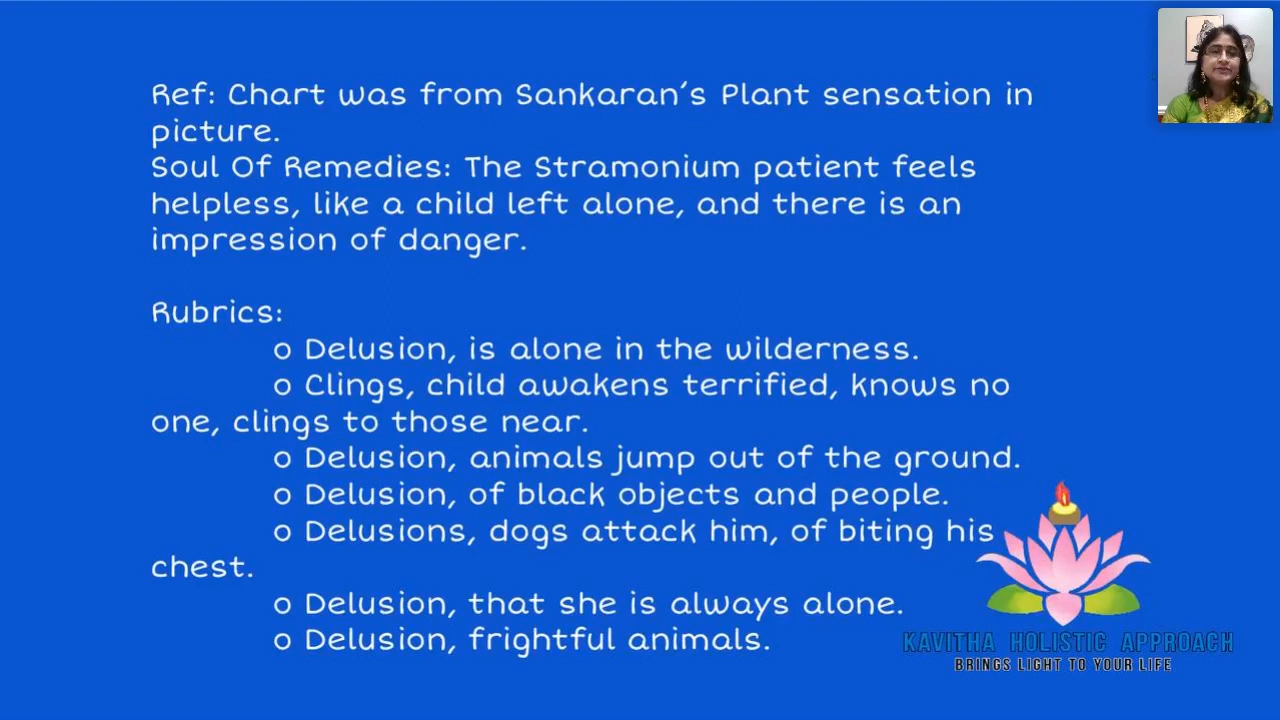 Ref: Chart was from Sankaran's Plant sensation in
picture.
Soul Of Remedies: The Stramonium patient feels
helpless, like a child left alone, and there is an
impression of danger.
Rubrics:
o Delusion, is alone in the wilderness.
o Clings, child awakens terrified, knows no
one, clings to those near.
o Delusion, animals jump out of the ground.
o Delusion, of black objects and people.
o Delusions, dogs attack him, of biting his
chest.
o Delusion, that she is always alone.
o Delusion, frightful animals.
KAVITHA HOLISTIC APPROACH
BRINGS LIGHT TO YOUR LIFE